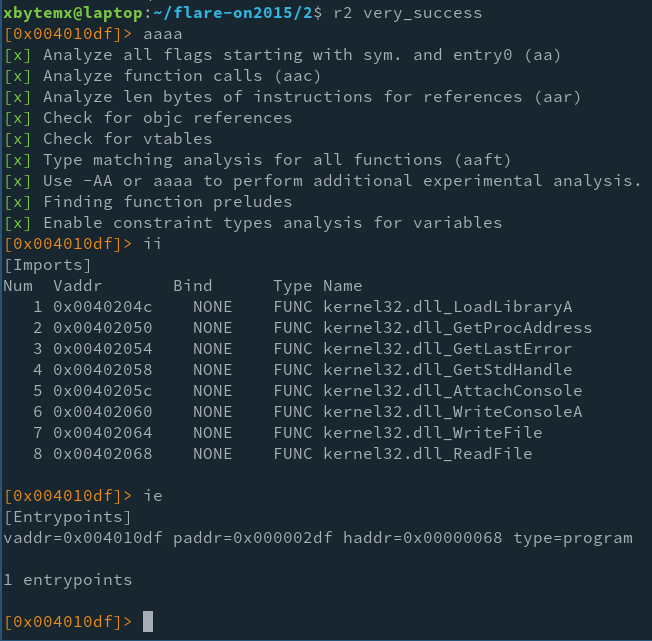 xbytemx@laptop:~/flare-on2015/2$ r2 very_success
[0x004010df]> aaaa
[x] Analyze all flags starting with sym. and entry0 (aa)
[x] Analyze function calls (aac)
[x] Analyze len bytes of instructions for references (aar)
[x] Check for objc references
[x] Check for vtables
[x] Type matching analysis for all functions (aaft)
[x] Use -AA or aaaa to perform additional experimental analysis.
[x] Finding function preludes
[x] Enable constraint types analysis for variables
[0x004010df]> ii
[Imports]
Num  Vaddr       Bind      Type Name
   1 0x0040204c    NONE    FUNC kernel32.dll_LoadLibraryA
   2 0x00402050    NONE    FUNC kernel32.dll_GetProcAddress
   3 0x00402054    NONE    FUNC kernel32.dll_GetLastError
   4 0x00402058    NONE    FUNC kernel32.dll_GetStdHandle
   5 0x0040205c    NONE    FUNC kernel32.dll_AttachConsole
   6 0x00402060    NONE    FUNC kernel32.dll_WriteConsoleA
   7 0x00402064    NONE    FUNC kernel32.dll_WriteFile
   8 0x00402068    NONE    FUNC kernel32.dll_ReadFile
[0x004010df]> ie
[Entrypoints]
vaddr=0x004010df paddr=0x000002df haddr=0x00000068 type=program
1 entrypoints
[0x004010df]>